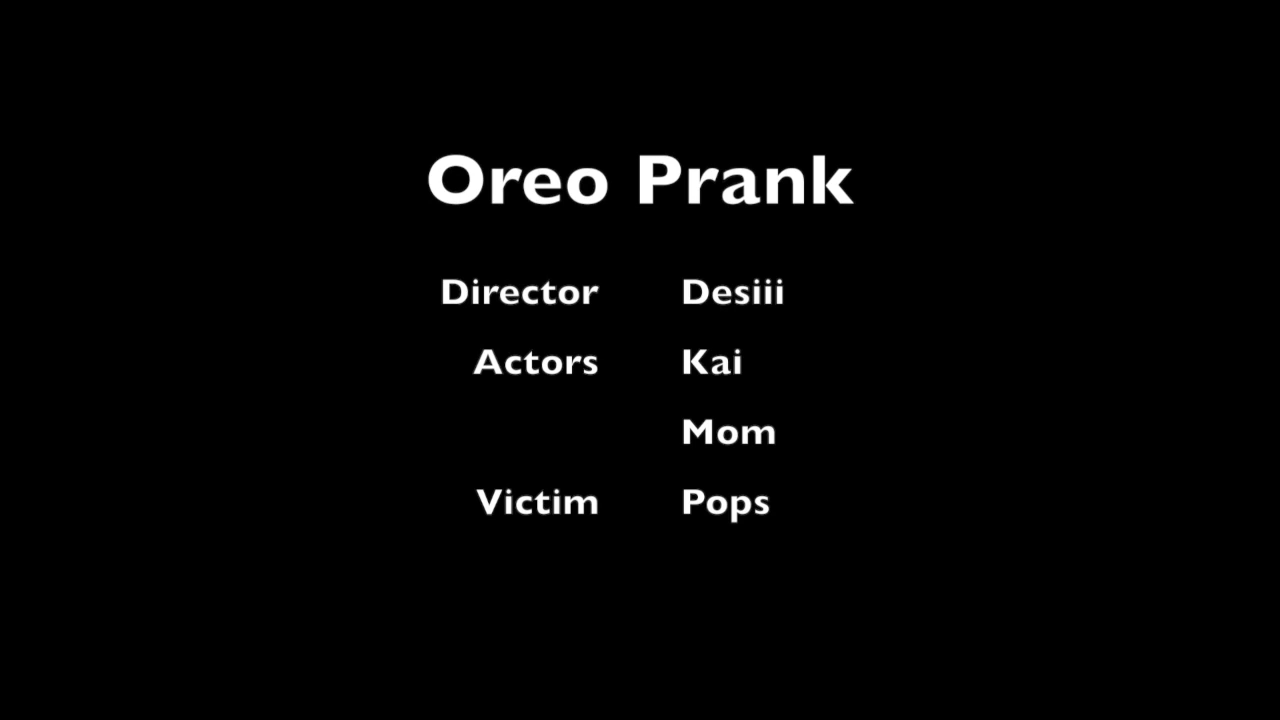 Oreo Prank
Director Desiii
Actors Kai
Mom
Victim Pops